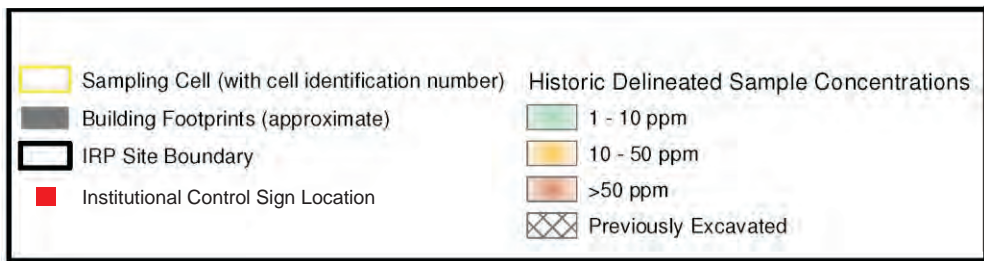 Sampling Cell (with cell identification number)
Building Footprints (approximate)
IRP Site Boundary
Institutional Control Sign Location
Historic Delineated Sample Concentrations
1 - 10 ppm
10 - 50 ppm
>50 ppm
Previously Excavated